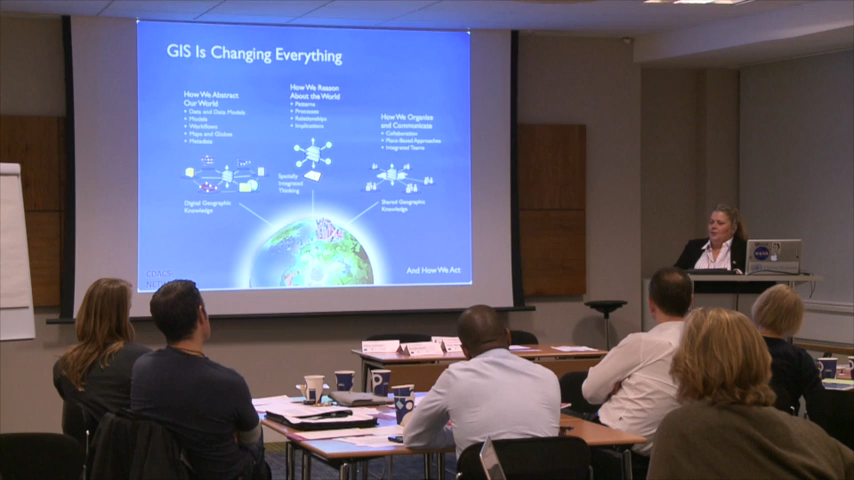 GIS Is Changing Everything
How We Abstract
Our World
• Data and Data Models
• Models
• Workflows
• Maps and Globes
• Metadata
How We Reason
About the World
• Patterns
• Processes
• Relationships
• Implications
How We Organize
and Communicate
• Collaboration
• Place-Based Approaches
• Integrated Teams
Spatially
Integrated
Thinking
Digital Geographic
Knowledge
Shared Geographic
Knowledge
And How We Act
NASA